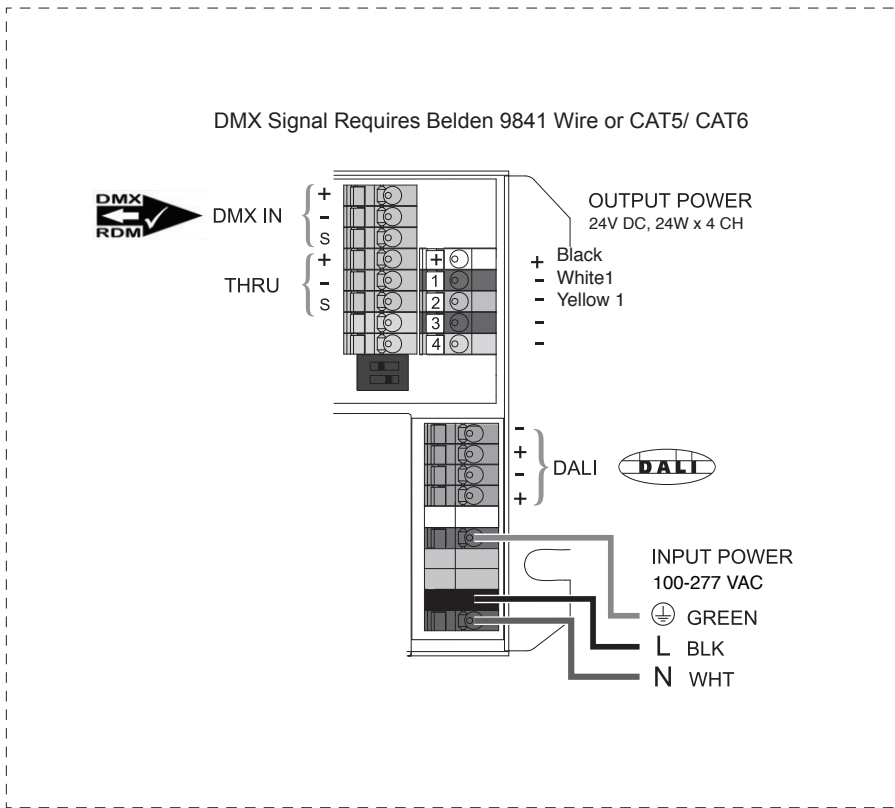 DMX Signal Requires Belden 9841 Wire or CAT5/ CAT6
DMX
RDM
DMX IN
+
-
S
THRU
+
-
S
+
1
2
3
4
OUTPUT POWER
24V DC, 24W x 4 CH
+ Black
- White1
- Yellow 1
-
-
-
+
-
+
DALI
DALI
INPUT POWER
100-277 VAC
GREEN
L BLK
N WHT